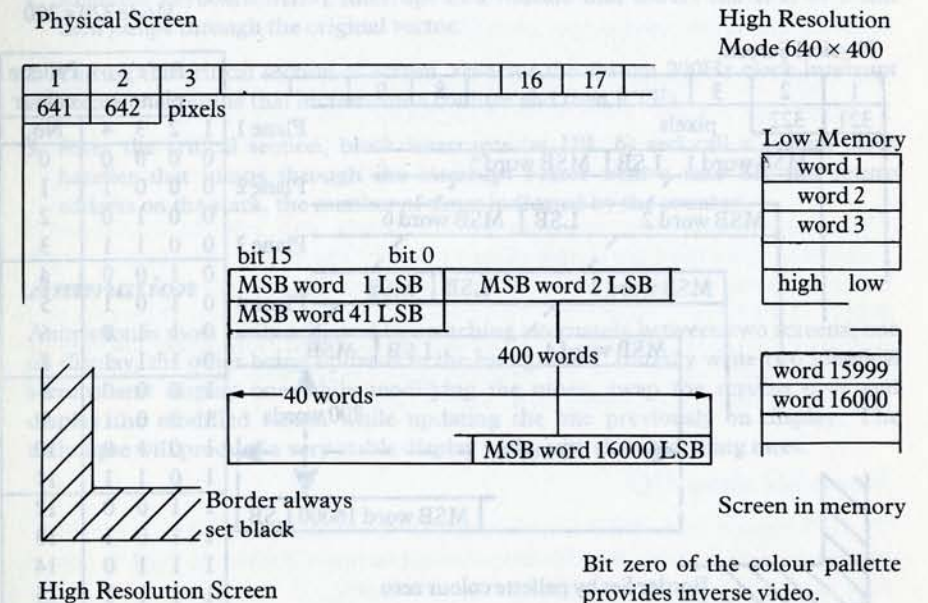 Physical Screen
High Resolution
Mode 640 × 400
1 2 3 16 17
641 642 pixels
Low Memory
word 1
word 2
word 3
high low
bit 15 bit 0
MSB word 1 LSB MSB word 2 LSB
MSB word 41 LSB
400 words
40 words
word 15999
word 16000
MSB word 16000 LSB
Border always
set black
Screen in memory
High Resolution Screen
Bit zero of the colour pallette
provides inverse video.